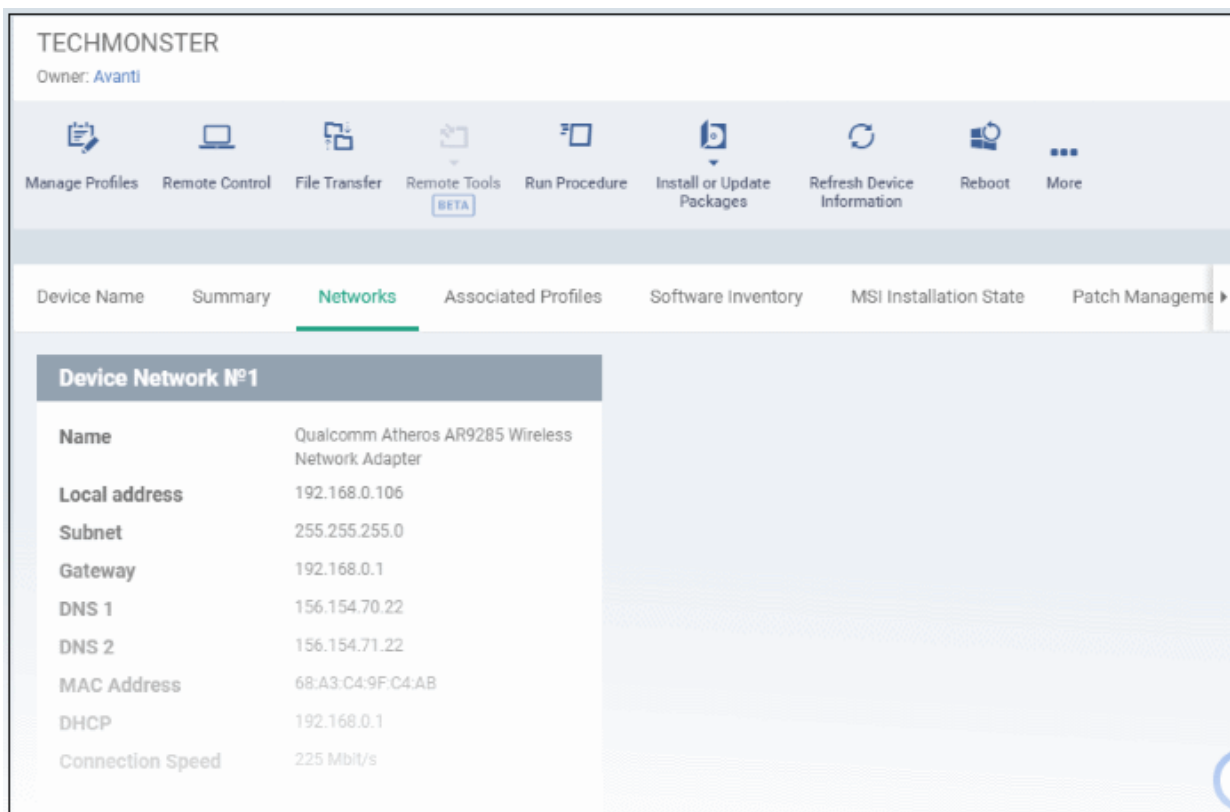 TECHMONSTER
Owner: Avanti
Manage Profiles
Remote Control
File Transfer
Remote Tools
BETA
Run Procedure
Install or Update
Packages
Refresh Device
Information
Reboot
More
Device Name
Summary
Networks
Associated Profiles
Software Inventory
MSI Installation State
Patch Manageme
Device Network №1
Name Qualcomm Atheros AR9285 Wireless
Network Adapter
Local address 192.168.0.106
Subnet 255.255.255.0
Gateway 192.168.0.1
DNS 1 156.154.70.22
DNS 2 156.154.71.22
MAC Address 68:A3:C4:9F:C4:AB
DHCP 192.168.0.1
Connection Speed 225 Mbit/s